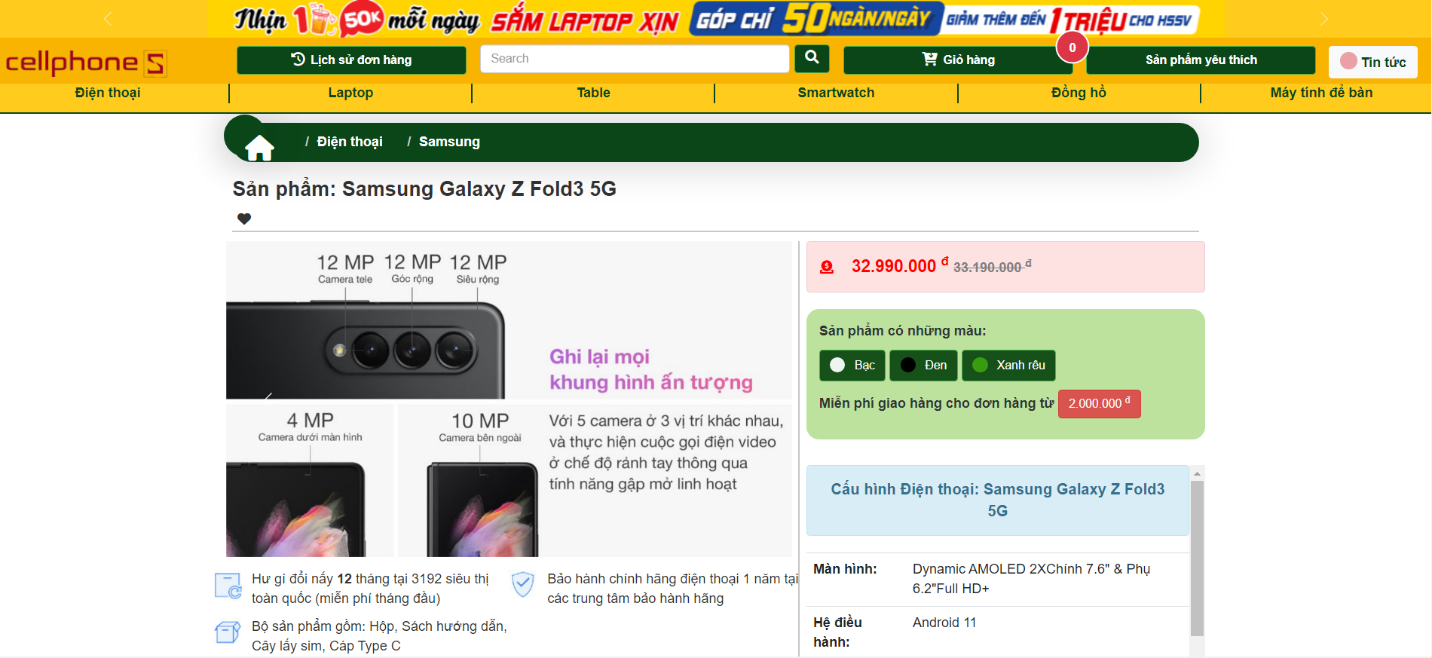 Nhịn 1 50K mỗi ngày SẮM LAPTOP XỊN GÓP CHỈ 50 NGÀN/NGÀY GIẢM THÊM ĐẾN 1 TRIỆU CHO HSSV
cellphone S
Lịch sử đơn hàng
Search
Giỏ hàng
0
Sản phẩm yêu thích
Tin tức
Điện thoại
Laptop
Table
Smartwatch
Đồng hồ
Máy tính để bàn
/ Điện thoại / Samsung
Sản phẩm: Samsung Galaxy Z Fold3 5G
12 MP 12 MP 12 MP
Camera tele Góc rộng Siêu rộng
Ghi lại mọi
khung hình ấn tượng
4 MP
Camera dưới màn hình
10 MP
Camera bên ngoài
Với 5 camera ở 3 vị trí khác nhau,
và thực hiện cuộc gọi điện video
ở chế độ rảnh tay thông qua
tính năng gập mở linh hoạt
Hư gì đổi nấy 12 tháng tại 3192 siêu thị
toàn quốc (miễn phí tháng đầu)
Bảo hành chính hãng điện thoại 1 năm tại
các trung tâm bảo hành hãng
Bộ sản phẩm gồm: Hộp, Sách hướng dẫn,
Cây lấy sim, Cáp Type C
32.990.000 đ 33.190.000 đ
Sản phẩm có những màu:
Bạc
Đen
Xanh rêu
Miễn phí giao hàng cho đơn hàng từ 2.000.000 đ
Cấu hình Điện thoại: Samsung Galaxy Z Fold3
5G
Màn hình: Dynamic AMOLED 2XChính 7.6" & Phụ
6.2"Full HD+
Hệ điều Android 11
hành: